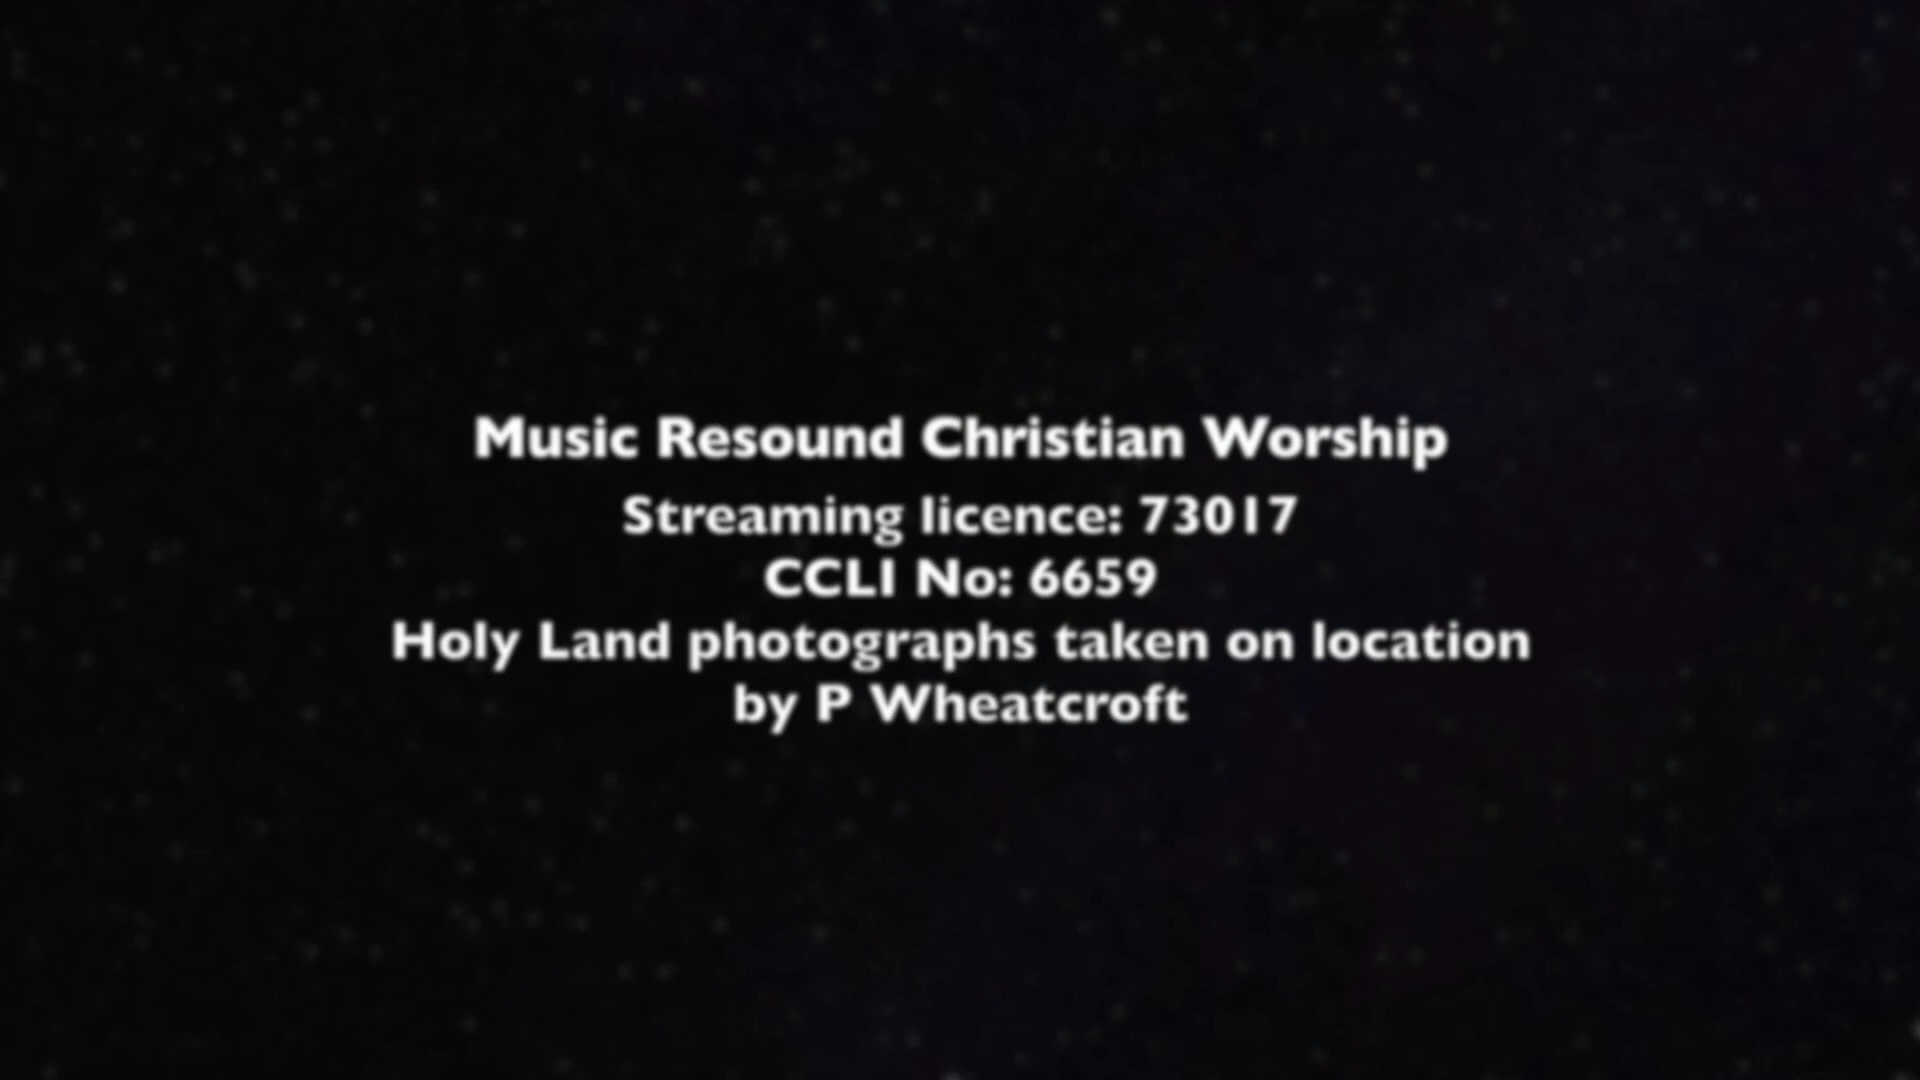 Music Resound Christian Worship
Streaming licence: 73017
CCLI No: 6659
Holy Land photographs taken on location
by P Wheatcroft